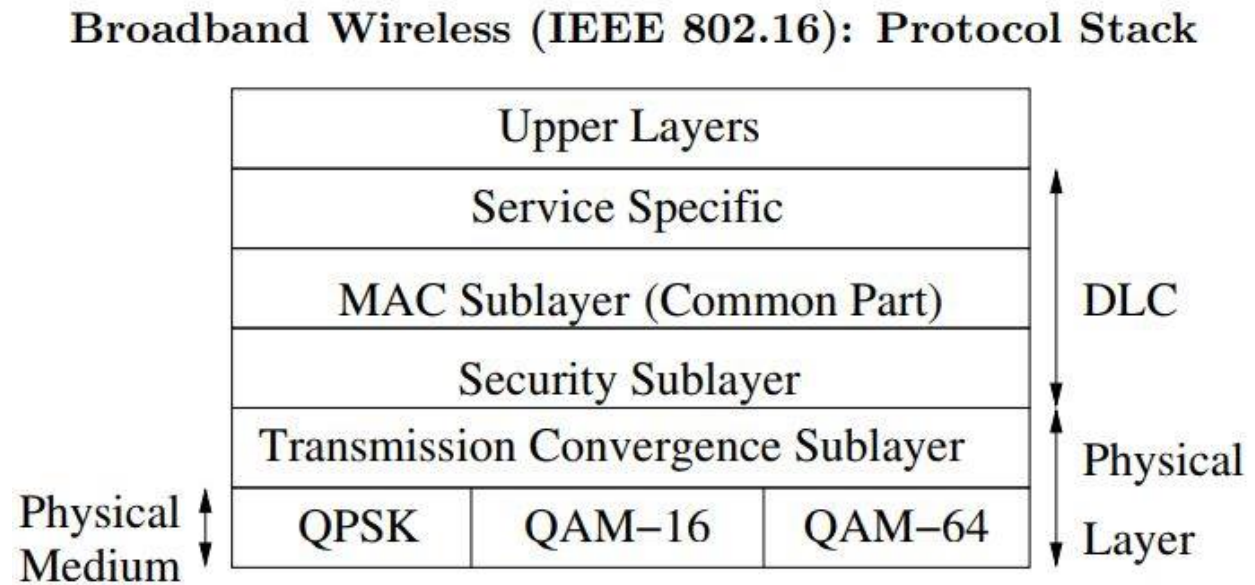 Broadband Wireless (IEEE 802.16): Protocol Stack
Upper Layers
Service Specific
MAC Sublayer (Common Part)
DLC
Security Sublayer
Transmission Convergence Sublayer
Physical
Layer
Physical
Medium
QPSK
QAM−16
QAM−64